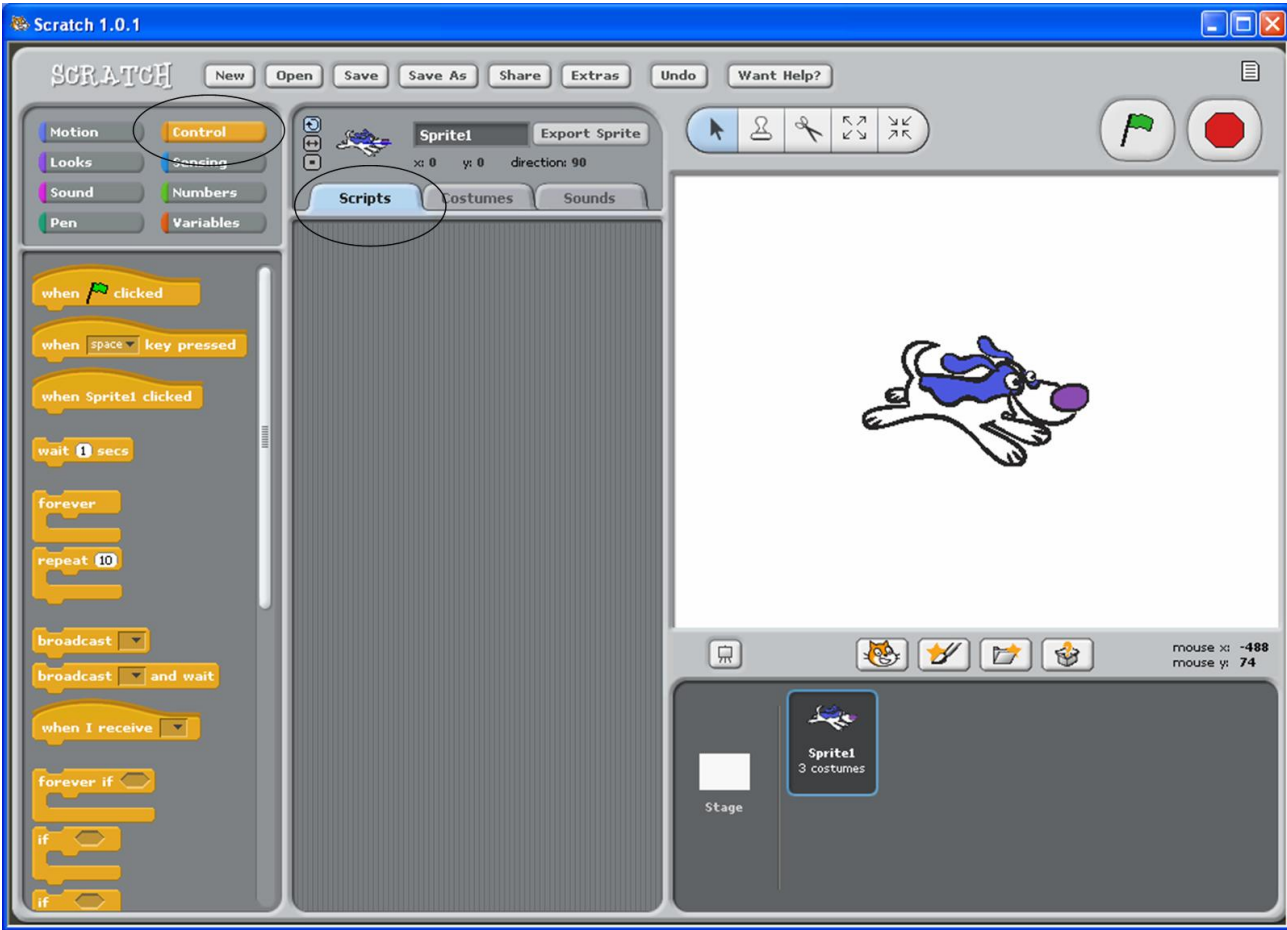 Scratch 1.0.1
SCRATCH New Open Save Save As Share Extras Undo Want Help?
Motion Control
Looks Sensing
Sound Numbers
Pen Variables
when clicked
when space key pressed
when Sprite1 clicked
wait 1 secs
forever
repeat 10
broadcast
broadcast and wait
when I receive
forever if
if
if
Sprite1 Export Sprite
x: 0 y: 0 direction: 90
Scripts Costumes Sounds
mouse x: -488
mouse y: 74
Sprite1
3 costumes
Stage